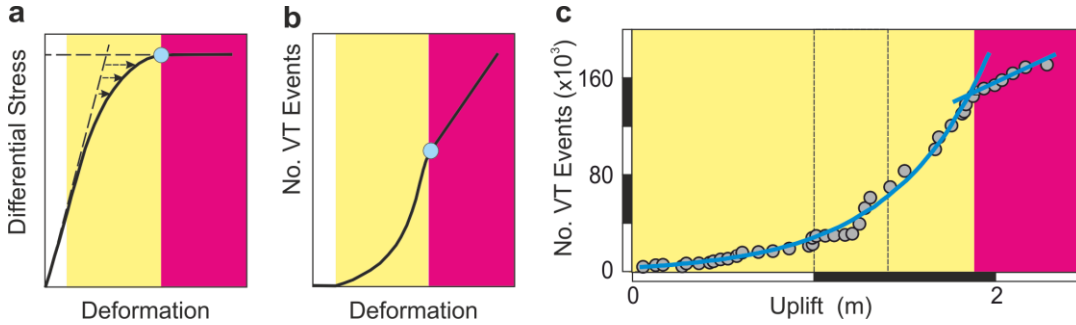 a
Differential Stress
Deformation
b
No. VT Events
Deformation
c
No. VT Events (x10³)
160
80
0
0
2
Uplift (m)